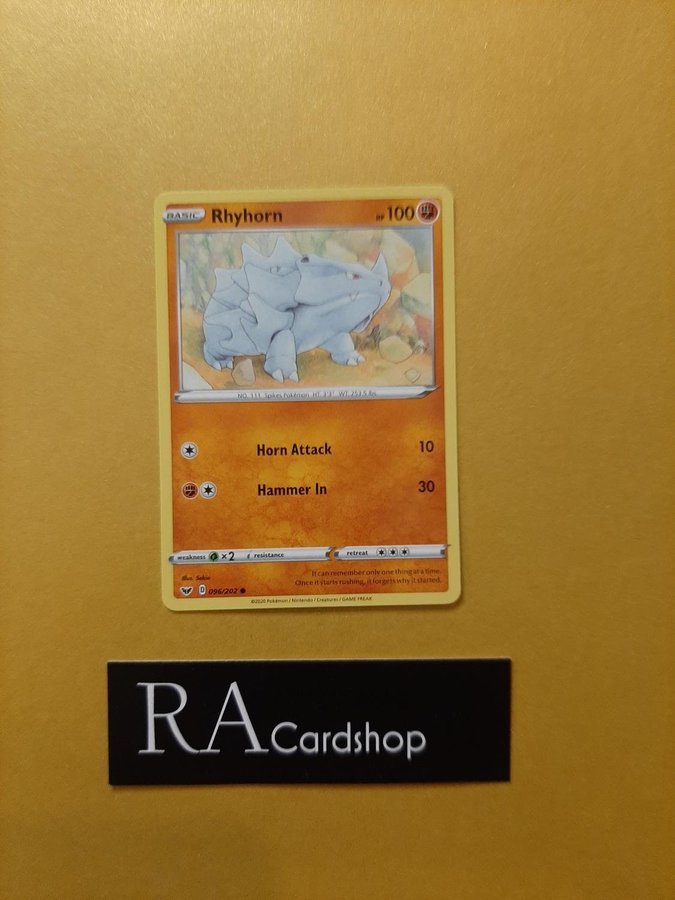 BASIC Rhyhorn HP 100
NO. 111 Spikes Pokémon HT: 3'3" WT: 253.5 lbs.
Horn Attack 10
Hammer In 30
weakness ×2 resistance retreat
Illus. Sekio
It can remember only one thing at a time.
Once it starts rushing, it forgets why it started.
D 096/202
©2020 Pokémon / Nintendo / Creatures / GAME FREAK
RA Cardshop